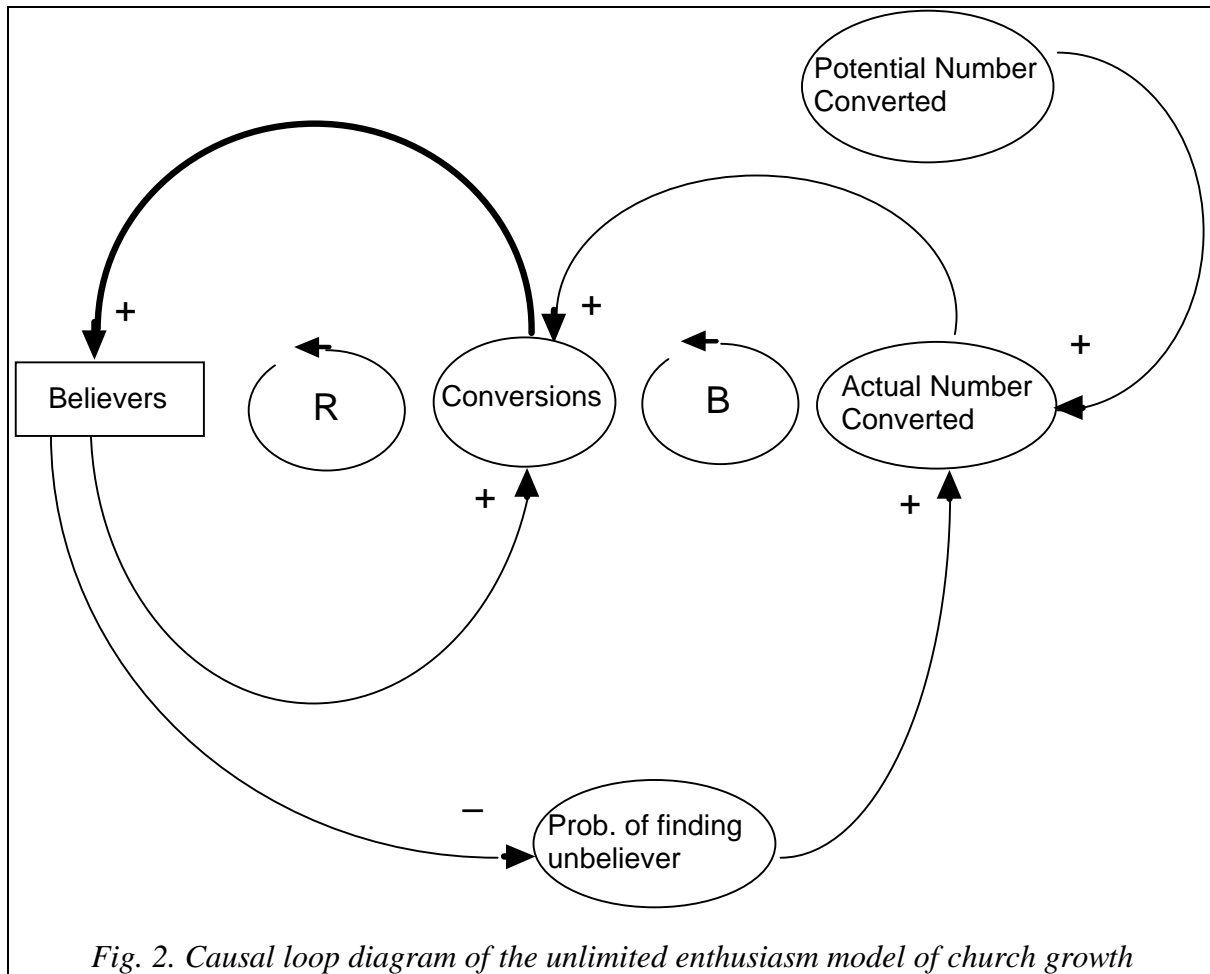 Potential Number
Converted
+
+
+
Believers
R
Conversions
B
Actual Number
Converted
+
+
–
Prob. of finding
unbeliever
Fig. 2. Causal loop diagram of the unlimited enthusiasm model of church growth